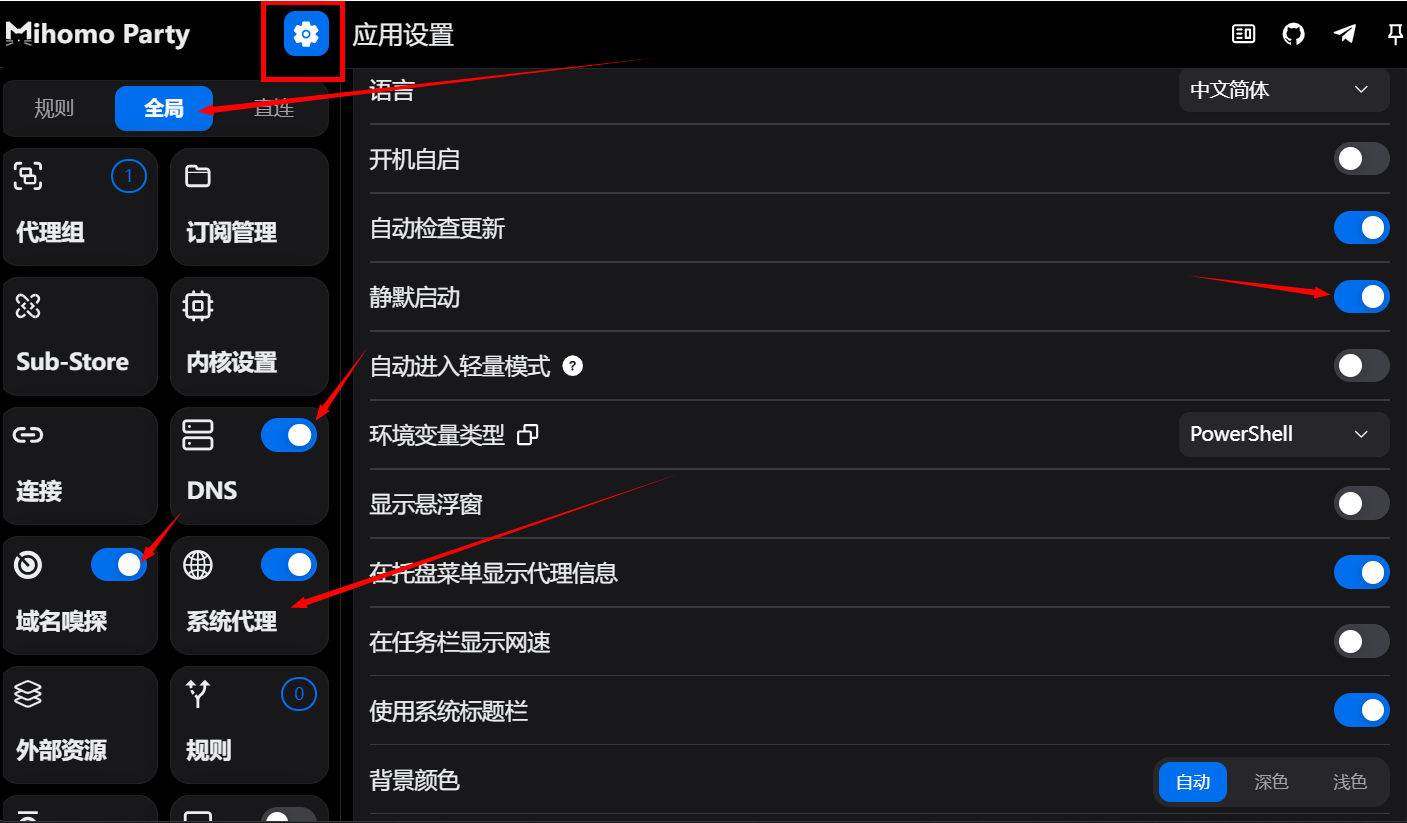 Mihomo Party
应用设置
规则
全局
直连
1
代理组
订阅管理
Sub-Store
内核设置
连接
DNS
域名嗅探
系统代理
外部资源
0
规则
语言
中文简体
开机自启
自动检查更新
静默启动
自动进入轻量模式 ?
环境变量类型
PowerShell
显示悬浮窗
在托盘菜单显示代理信息
在任务栏显示网速
使用系统标题栏
背景颜色
自动
深色
浅色